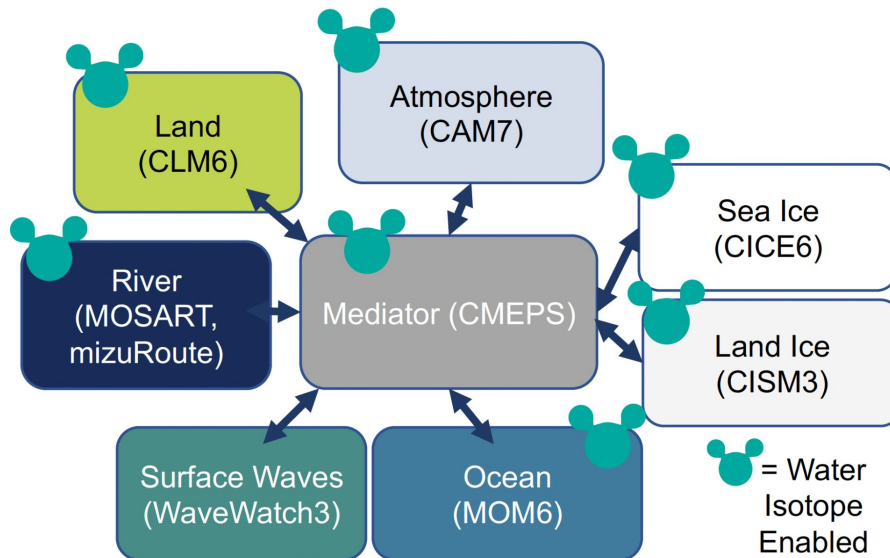 Land
(CLM6)
Atmosphere
(CAM7)
Sea Ice
(CICE6)
River
(MOSART,
mizuRoute)
Mediator (CMEPS)
Land Ice
(CISM3)
Surface Waves
(WaveWatch3)
Ocean
(MOM6)
= Water
Isotope
Enabled